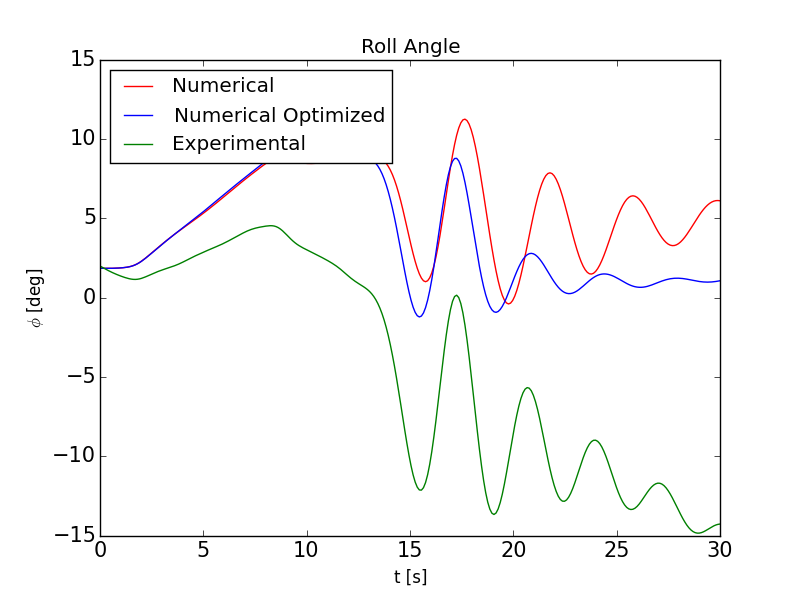 Roll Angle
Numerical
Numerical Optimized
Experimental
15
10
5
0
−5
−10
−15
ϕ [deg]
0 5 10 15 20 25 30
t [s]